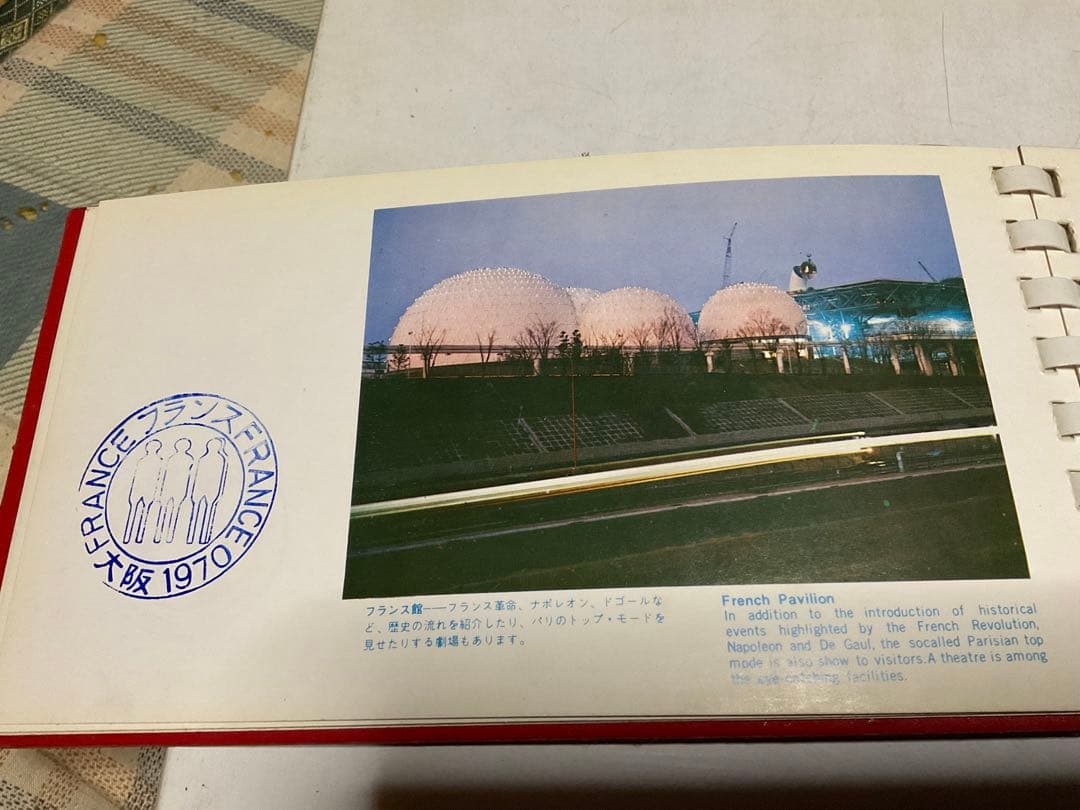 FRANCE フランス FRANCE
大阪 1970
フランス館——フランス革命、ナポレオン、ドゴールな
ど、歴史の流れを紹介したり、パリのトップ・モードを
見せたりする劇場もあります。
French Pavilion
In addition to the introduction of historical
events highlighted by the French Revolution,
Napoleon and De Gaul, the socalled Parisian top
mode is also show to visitors. A theatre is among
the eye-catching facilities.